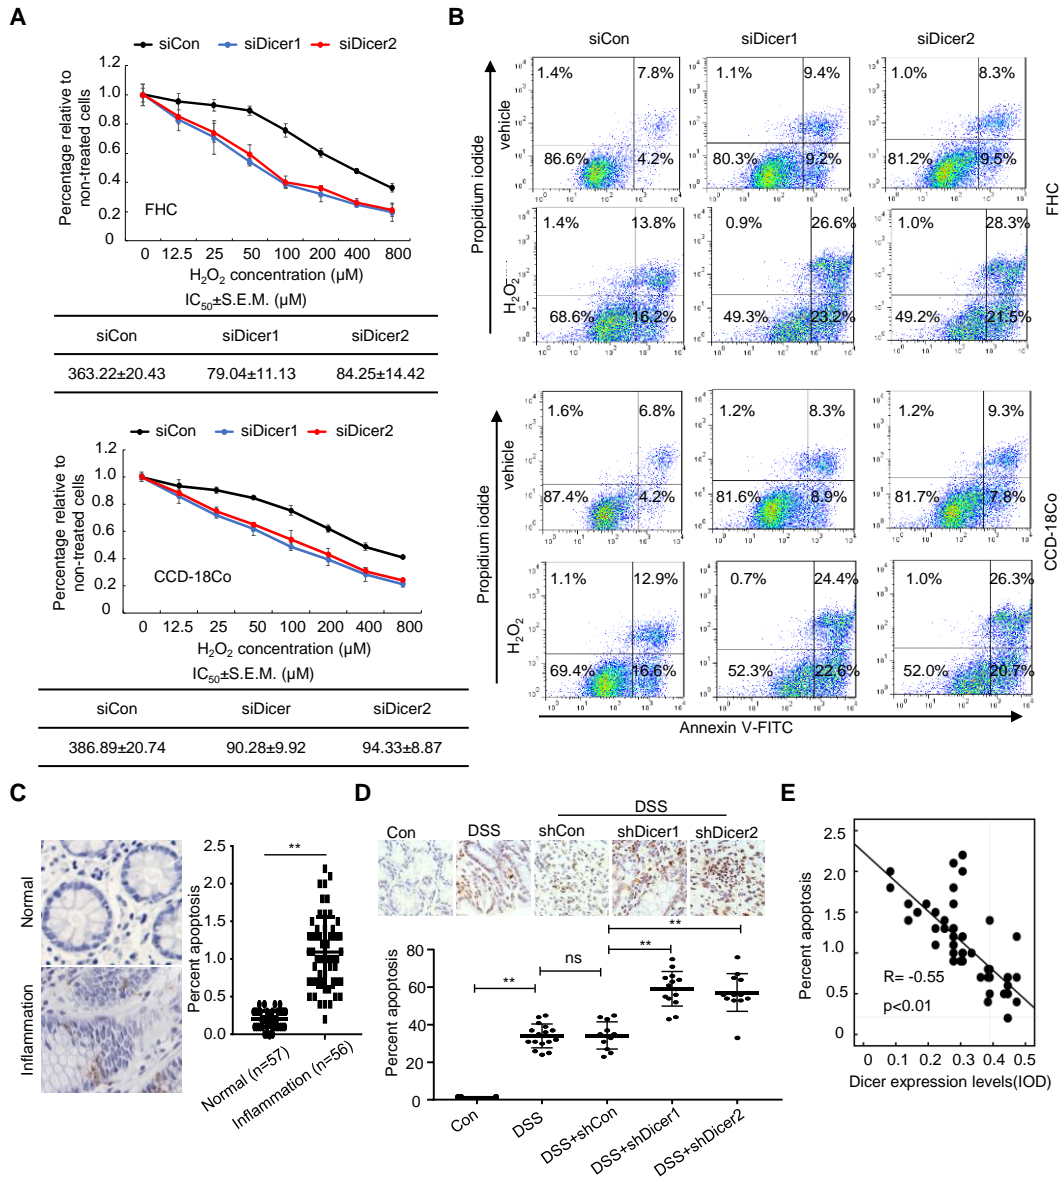 A
siCon siDicer1 siDicer2
Percentage relative to
non-treated cells
1.2
1.0
0.8
0.6
0.4
0.2
0
FHC
0 12.5 25 50 100 200 400 800
H2O2 concentration (µM)
IC50±S.E.M. (µM)
siCon siDicer1 siDicer2
363.22±20.43 79.04±11.13 84.25±14.42
siCon siDicer1 siDicer2
Percentage relative to
non-treated cells
1.2
1.0
0.8
0.6
0.4
0.2
0
CCD-18Co
0 12.5 25 50 100 200 400 800
H2O2 concentration (µM)
IC50±S.E.M. (µM)
siCon siDicer siDicer2
386.89±20.74 90.28±9.92 94.33±8.87
B
siCon siDicer1 siDicer2
Propidium iodide
vehicle
1.4% 7.8% 1.1% 9.4% 1.0% 8.3%
86.6% 4.2% 80.3% 9.2% 81.2% 9.5%
FHC
H2O2
1.4% 13.8% 0.9% 26.6% 1.0% 28.3%
68.6% 16.2% 49.3% 23.2% 49.2% 21.5%
Propidium iodide
vehicle
1.6% 6.8% 1.2% 8.3% 1.2% 9.3%
87.4% 4.2% 81.6% 8.9% 81.7% 7.8%
CCD-18Co
H2O2
1.1% 12.9% 0.7% 24.4% 1.0% 26.3%
69.4% 16.6% 52.3% 22.6% 52.0% 20.7%
Annexin V-FITC
C
Normal
Inflammation
Percent apoptosis
2.5
2.0
1.5
1.0
0.5
0.0
**
Normal (n=57)
Inflammation (n=56)
D
DSS
Con DSS shCon shDicer1 shDicer2
Percent apoptosis
80
60
40
20
0
**
ns
**
**
Con
DSS
DSS+shCon
DSS+shDicer1
DSS+shDicer2
E
Percent apoptosis
2.5
2.0
1.5
1.0
0.5
0
R= -0.55
p<0.01
0 0.1 0.2 0.3 0.4 0.5
Dicer expression levels(IOD)